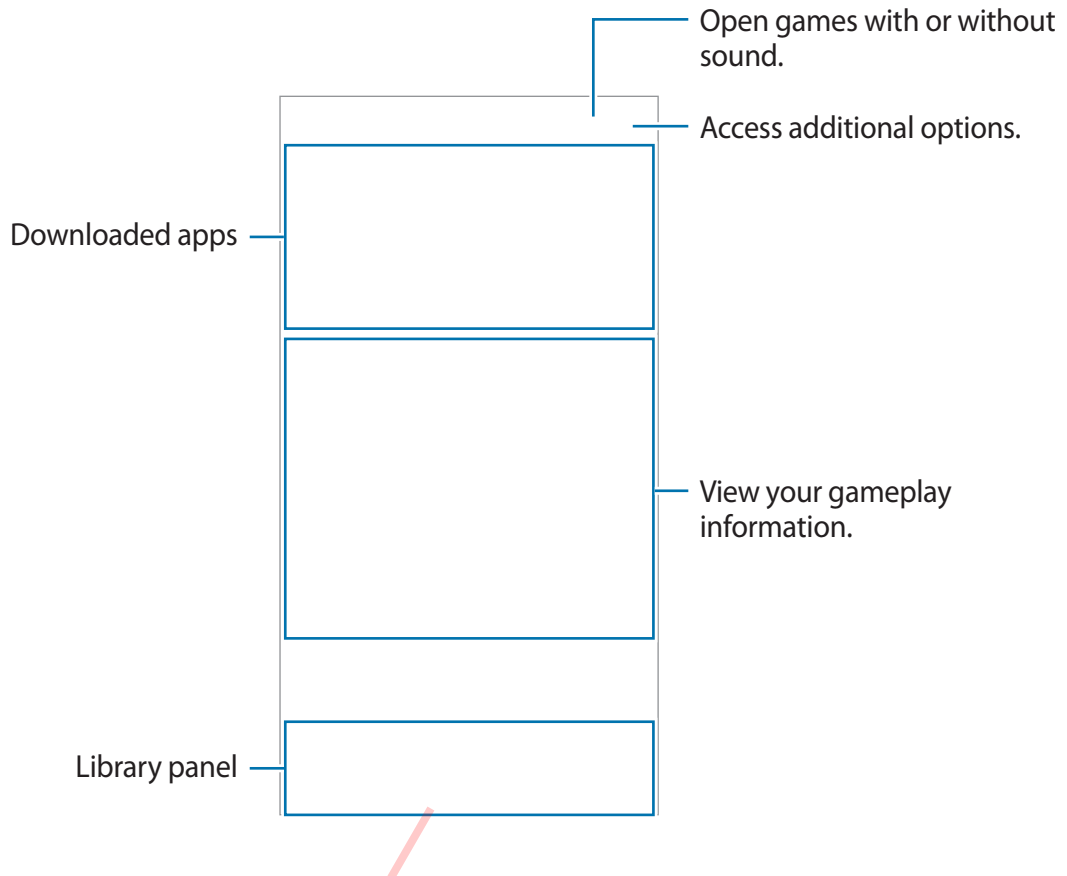 Open games with or without
sound.
Access additional options.
Downloaded apps
View your gameplay
information.
Library panel